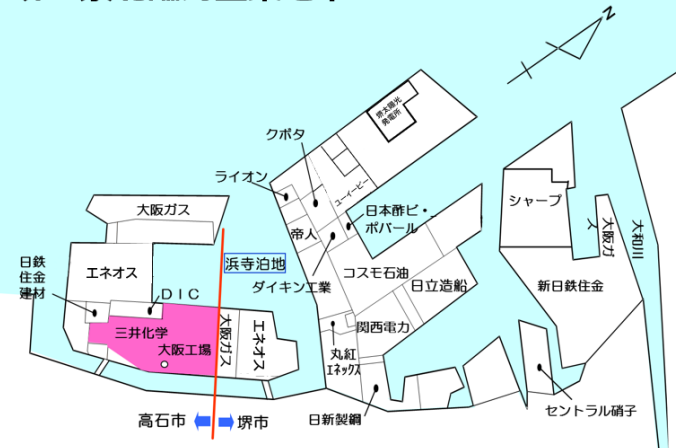 N
堺太陽光
発電所
クボタ
ライオン
ユーイーピー
日本酢ビ・
ポバール
帝人
ダイキン工業
コスモ石油
日立造船
シャープ
大阪ガス
大和川
新日鉄住金
大阪ガス
浜寺泊地
エネオス
日鉄
住金
建材
DIC
三井化学
大阪工場
大阪ガス
エネオス
関西電力
丸紅
エネックス
日新製鋼
セントラル硝子
高石市
堺市